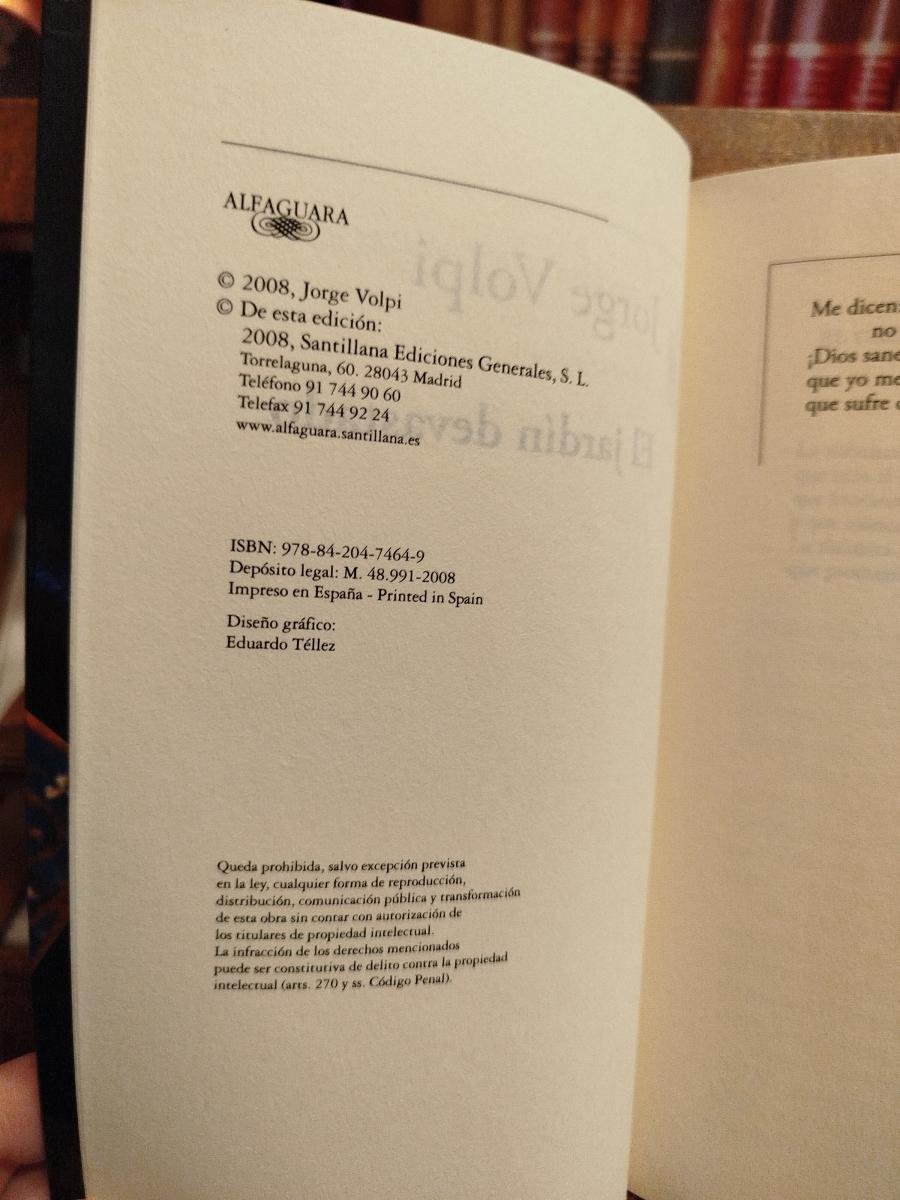 ALFAGUARA
© 2008, Jorge Volpi
© De esta edición:
2008, Santillana Ediciones Generales, S. L.
Torrelaguna, 60. 28043 Madrid
Teléfono 91 744 90 60
Telefax 91 744 92 24
www.alfaguara.santillana.es
ISBN: 978-84-204-7464-9
Depósito legal: M. 48.991-2008
Impreso en España - Printed in Spain
Diseño gráfico:
Eduardo Téllez
Queda prohibida, salvo excepción prevista
en la ley, cualquier forma de reproducción,
distribución, comunicación pública y transformación
de esta obra sin contar con autorización de
los titulares de propiedad intelectual.
La infracción de los derechos mencionados
puede ser constitutiva de delito contra la propiedad
intelectual (arts. 270 y ss. Código Penal).
Jorge Volpi
El jardín
Me dicen:
no
¡Dios sane
que yo me
que sufre